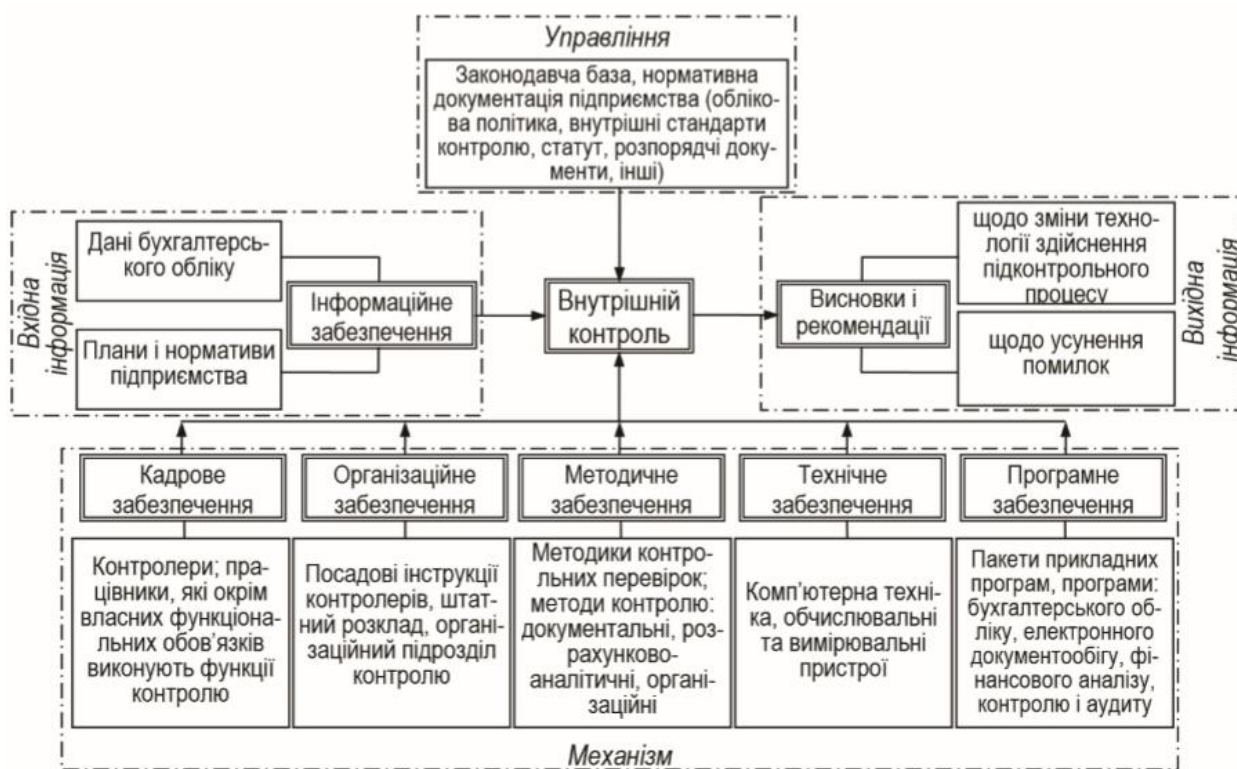 Управління
Законодавча база, нормативна
документація підприємства (обліко-
ва політика, внутрішні стандарти
контролю, статут, розпорядчі доку-
менти, інші)
Вхідна
інформація
Дані бухгалтерсь-
кого обліку
Плани і нормативи
підприємства
Інформаційне
забезпечення
Внутрішній
контроль
Висновки і
рекомендації
щодо зміни техно-
логії здійснення
підконтрольного
процесу
щодо усунення
помилок
Вихідна
інформація
Кадрове
забезпечення
Організаційне
забезпечення
Методичне
забезпечення
Технічне
забезпечення
Програмне
забезпечення
Контролери; пра-
цівники, які окрім
власних функціо-
нальних обов’язків
виконують функції
контролю
Посадові інструкції
контролерів, штат-
ний розклад, органі-
заційний підрозділ
контролю
Методики контро-
льних перевірок;
методи контролю:
документальні, роз-
рахунково-
аналітичні, органі-
заційні
Комп’ютерна техні-
ка, обчислювальні
та вимірювальні
пристрої
Пакети прикладних
програм, програми:
бухгалтерського об-
ліку, електронного
документообігу, фі-
нансового аналізу,
контролю і аудиту
Механізм